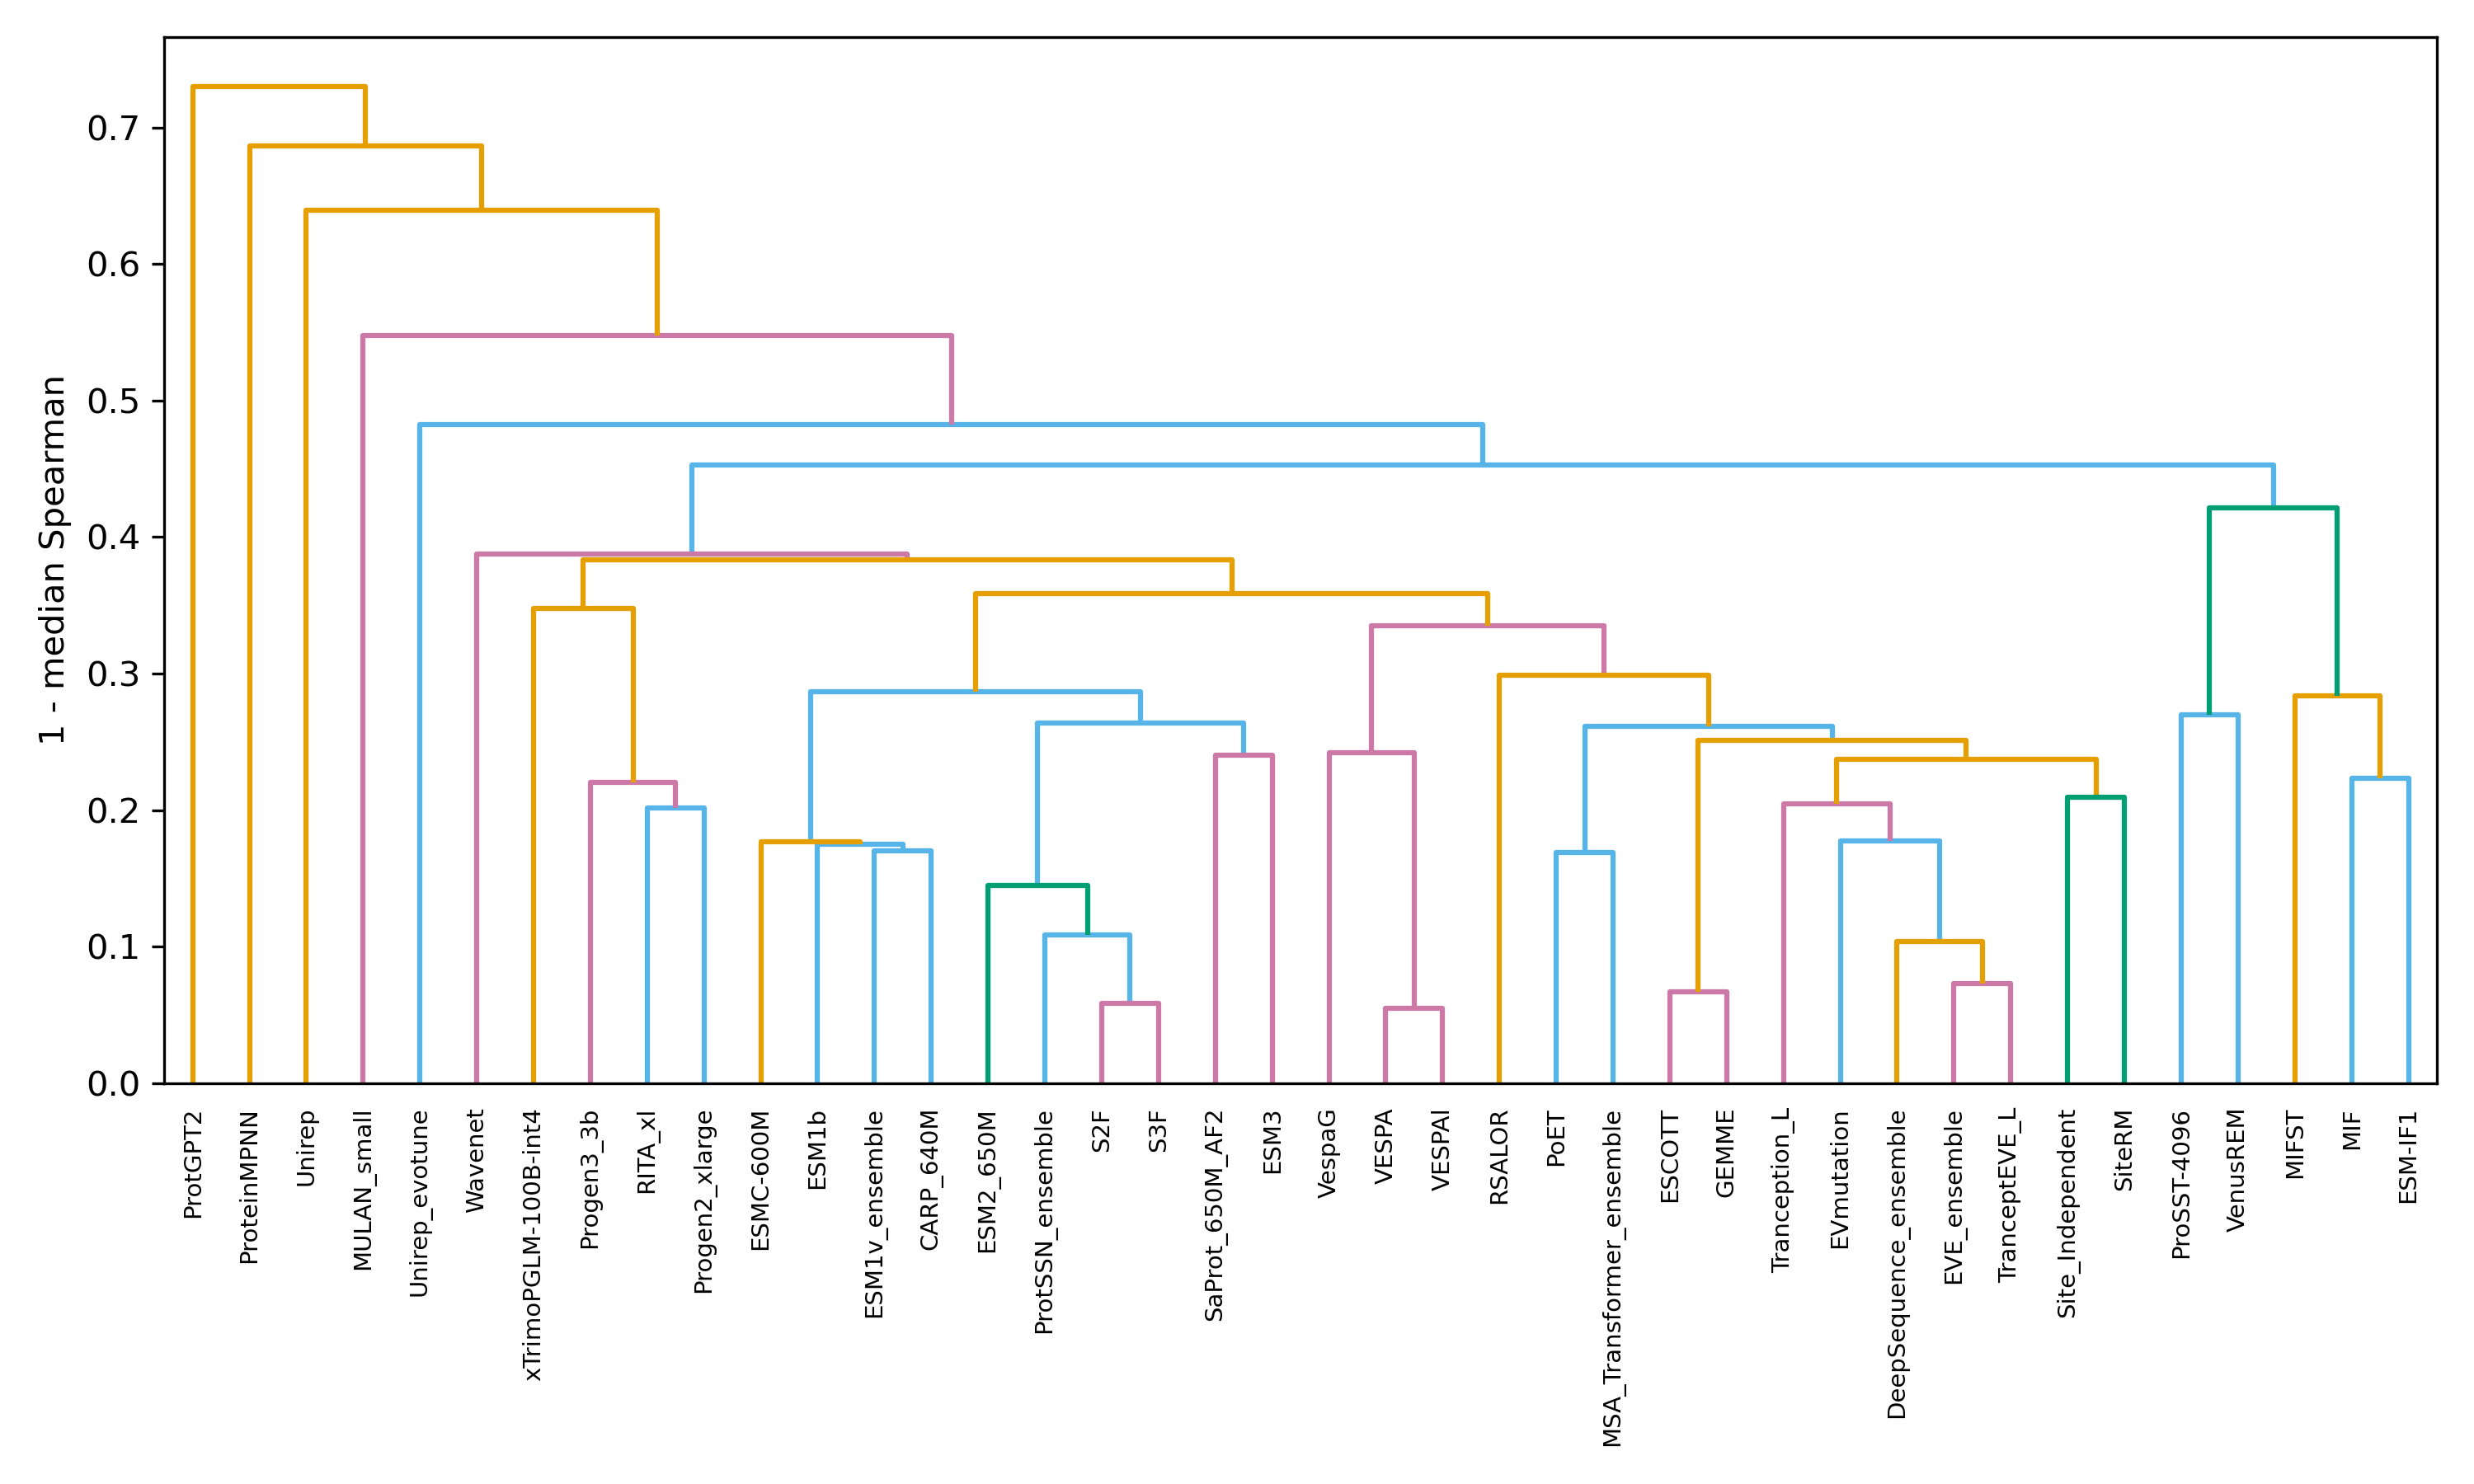 1 - median Spearman
0.7
0.6
0.5
0.4
0.3
0.2
0.1
0.0
ProtGPT2
ProteinMPNN
Unirep
MULAN_small
Unirep_evotune
Wavenet
xTrimoPGLM-100B-int4
Progen3_3b
RITA_xl
Progen2_xlarge
ESMC-600M
ESM1b
ESM1v_ensemble
CARP_640M
ESM2_650M
ProtSSN_ensemble
S2F
S3F
SaProt_650M_AF2
ESM3
VespaG
VESPA
VESPAl
RSALOR
PoET
MSA_Transformer_ensemble
ESCOTT
GEMME
Tranception_L
EVmutation
DeepSequence_ensemble
EVE_ensemble
TranceptEVE_L
Site_Independent
SiteRM
ProSST-4096
VenusREM
MIFST
MIF
ESM-IF1